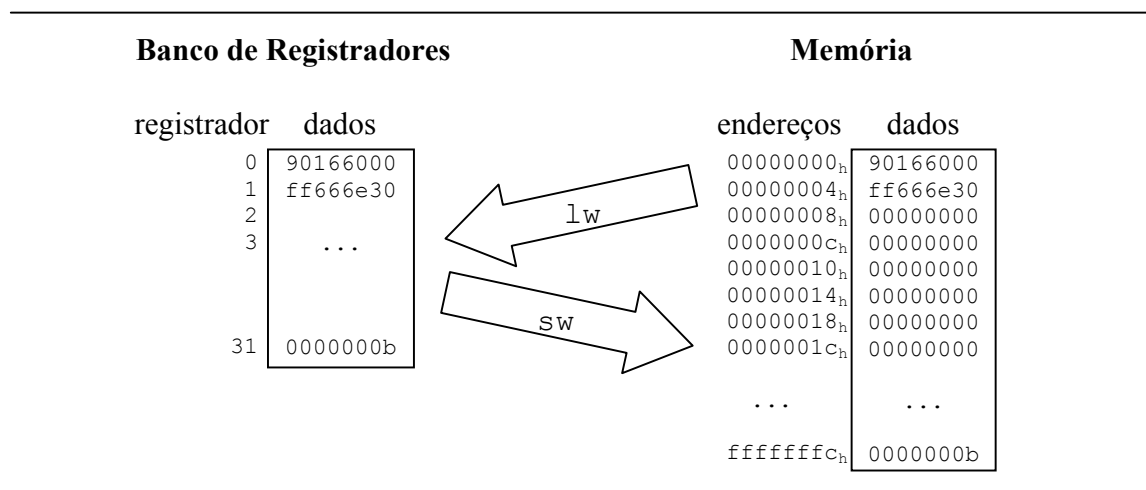 Banco de Registradores Memória
registrador dados endereços dados
0 90166000 00000000h 90166000
1 ff666e30 00000004h ff666e30
2 lw 00000008h 00000000
3 ... 0000000ch 00000000
00000010h 00000000
00000014h 00000000
sw 00000018h 00000000
31 0000000b 0000001ch 00000000
... ...
fffffffch 0000000b